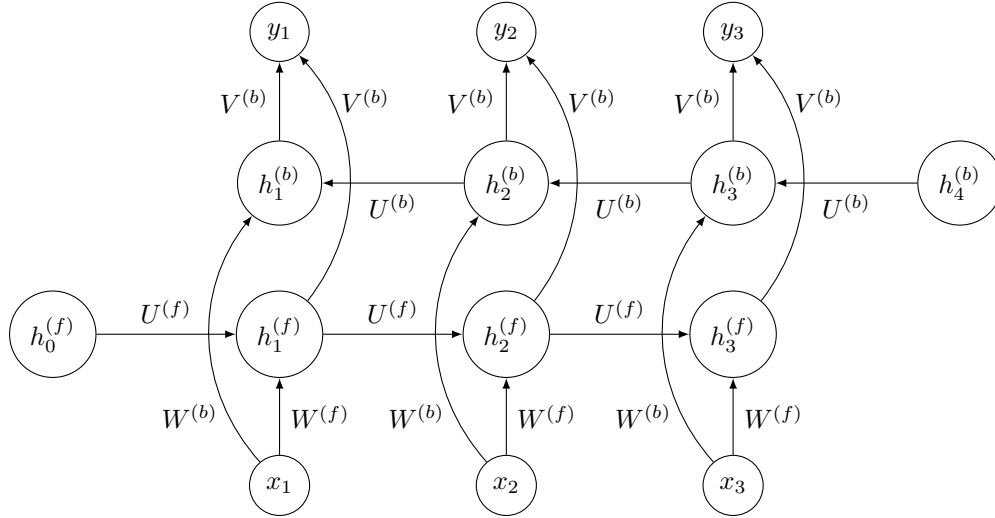 y₁ y₂ y₃
V⁽ᵇ⁾ V⁽ᵇ⁾ V⁽ᵇ⁾ V⁽ᵇ⁾ V⁽ᵇ⁾ V⁽ᵇ⁾
h₁⁽ᵇ⁾ h₂⁽ᵇ⁾ h₃⁽ᵇ⁾ h₄⁽ᵇ⁾
U⁽ᵇ⁾ U⁽ᵇ⁾ U⁽ᵇ⁾
U⁽ᶠ⁾ U⁽ᶠ⁾ U⁽ᶠ⁾
h₀⁽ᶠ⁾ h₁⁽ᶠ⁾ h₂⁽ᶠ⁾ h₃⁽ᶠ⁾
W⁽ᵇ⁾ W⁽ᶠ⁾ W⁽ᵇ⁾ W⁽ᶠ⁾ W⁽ᵇ⁾ W⁽ᶠ⁾
x₁ x₂ x₃